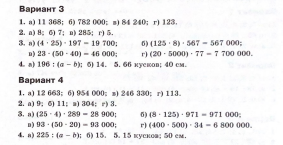 Вариант 3
1. а) 11 368; б) 782 000; в) 84 240; г) 123.
2. а) 8; б) 7; в) 285; г) 5.
3. а) (4 · 25) · 197 = 19 700; б) (125 · 8) · 567 = 567 000;
в) 23 · (50 · 40) = 46 000; г) (20 · 5000) · 77 = 7 700 000.
4. а) 196 : (a – b); б) 14. 5. 66 кусков; 40 см.
Вариант 4
1. а) 12 663; б) 954 000; в) 246 330; г) 113.
2. а) 9; б) 11; в) 304; г) 3.
3. а) (25 · 4) · 289 = 28 900; б) (8 · 125) · 971 = 971 000;
в) 93 · (50 · 20) = 93 000; г) (400 · 500) · 34 = 6 800 000.
4. а) 225 : (a – b); б) 15. 5. 15 кусков; 50 см.